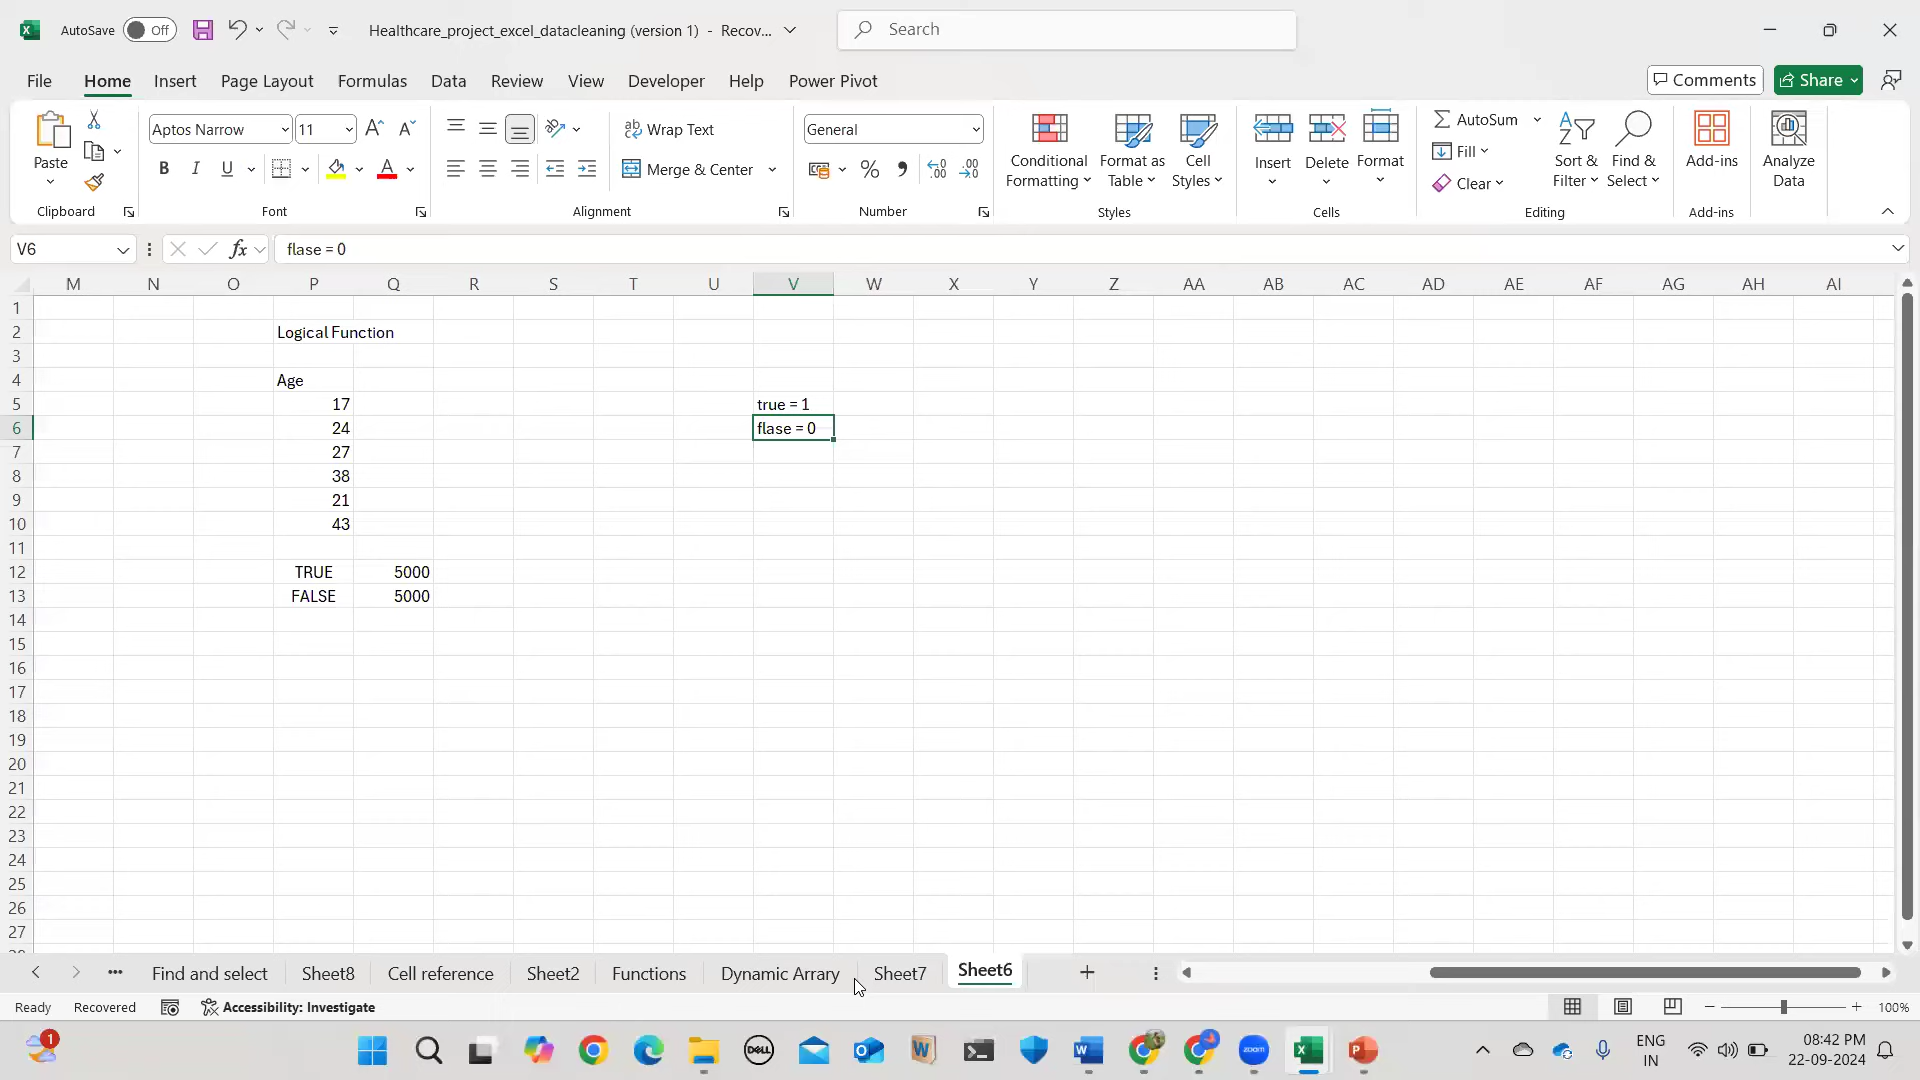 AutoSave Off Healthcare_project_excel_datacleaning (version 1) - Recov... Search
File Home Insert Page Layout Formulas Data Review View Developer Help Power Pivot Comments Share
Paste
Clipboard
Aptos Narrow 11
B I U
Font
Wrap Text
Merge & Center
Alignment
General
Number
Conditional Formatting
Format as Table
Cell Styles
Styles
Insert Delete Format
Cells
AutoSum
Fill
Clear
Sort & Filter
Find & Select
Editing
Add-ins
Add-ins
Analyze Data
V6 fx flase = 0
M N O P Q R S T U V W X Y Z AA AB AC AD AE AF AG AH AI
1
2 Logical Function
3
4 Age
5 17 true = 1
6 24 flase = 0
7 27
8 38
9 21
10 43
11
12 TRUE 5000
13 FALSE 5000
14
15
16
17
18
19
20
21
22
23
24
25
26
27
Find and select Sheet8 Cell reference Sheet2 Functions Dynamic Arrary Sheet7 Sheet6
Ready Recovered Accessibility: Investigate 100%
1 DELL W zoom ENG IN 08:42 PM 22-09-2024